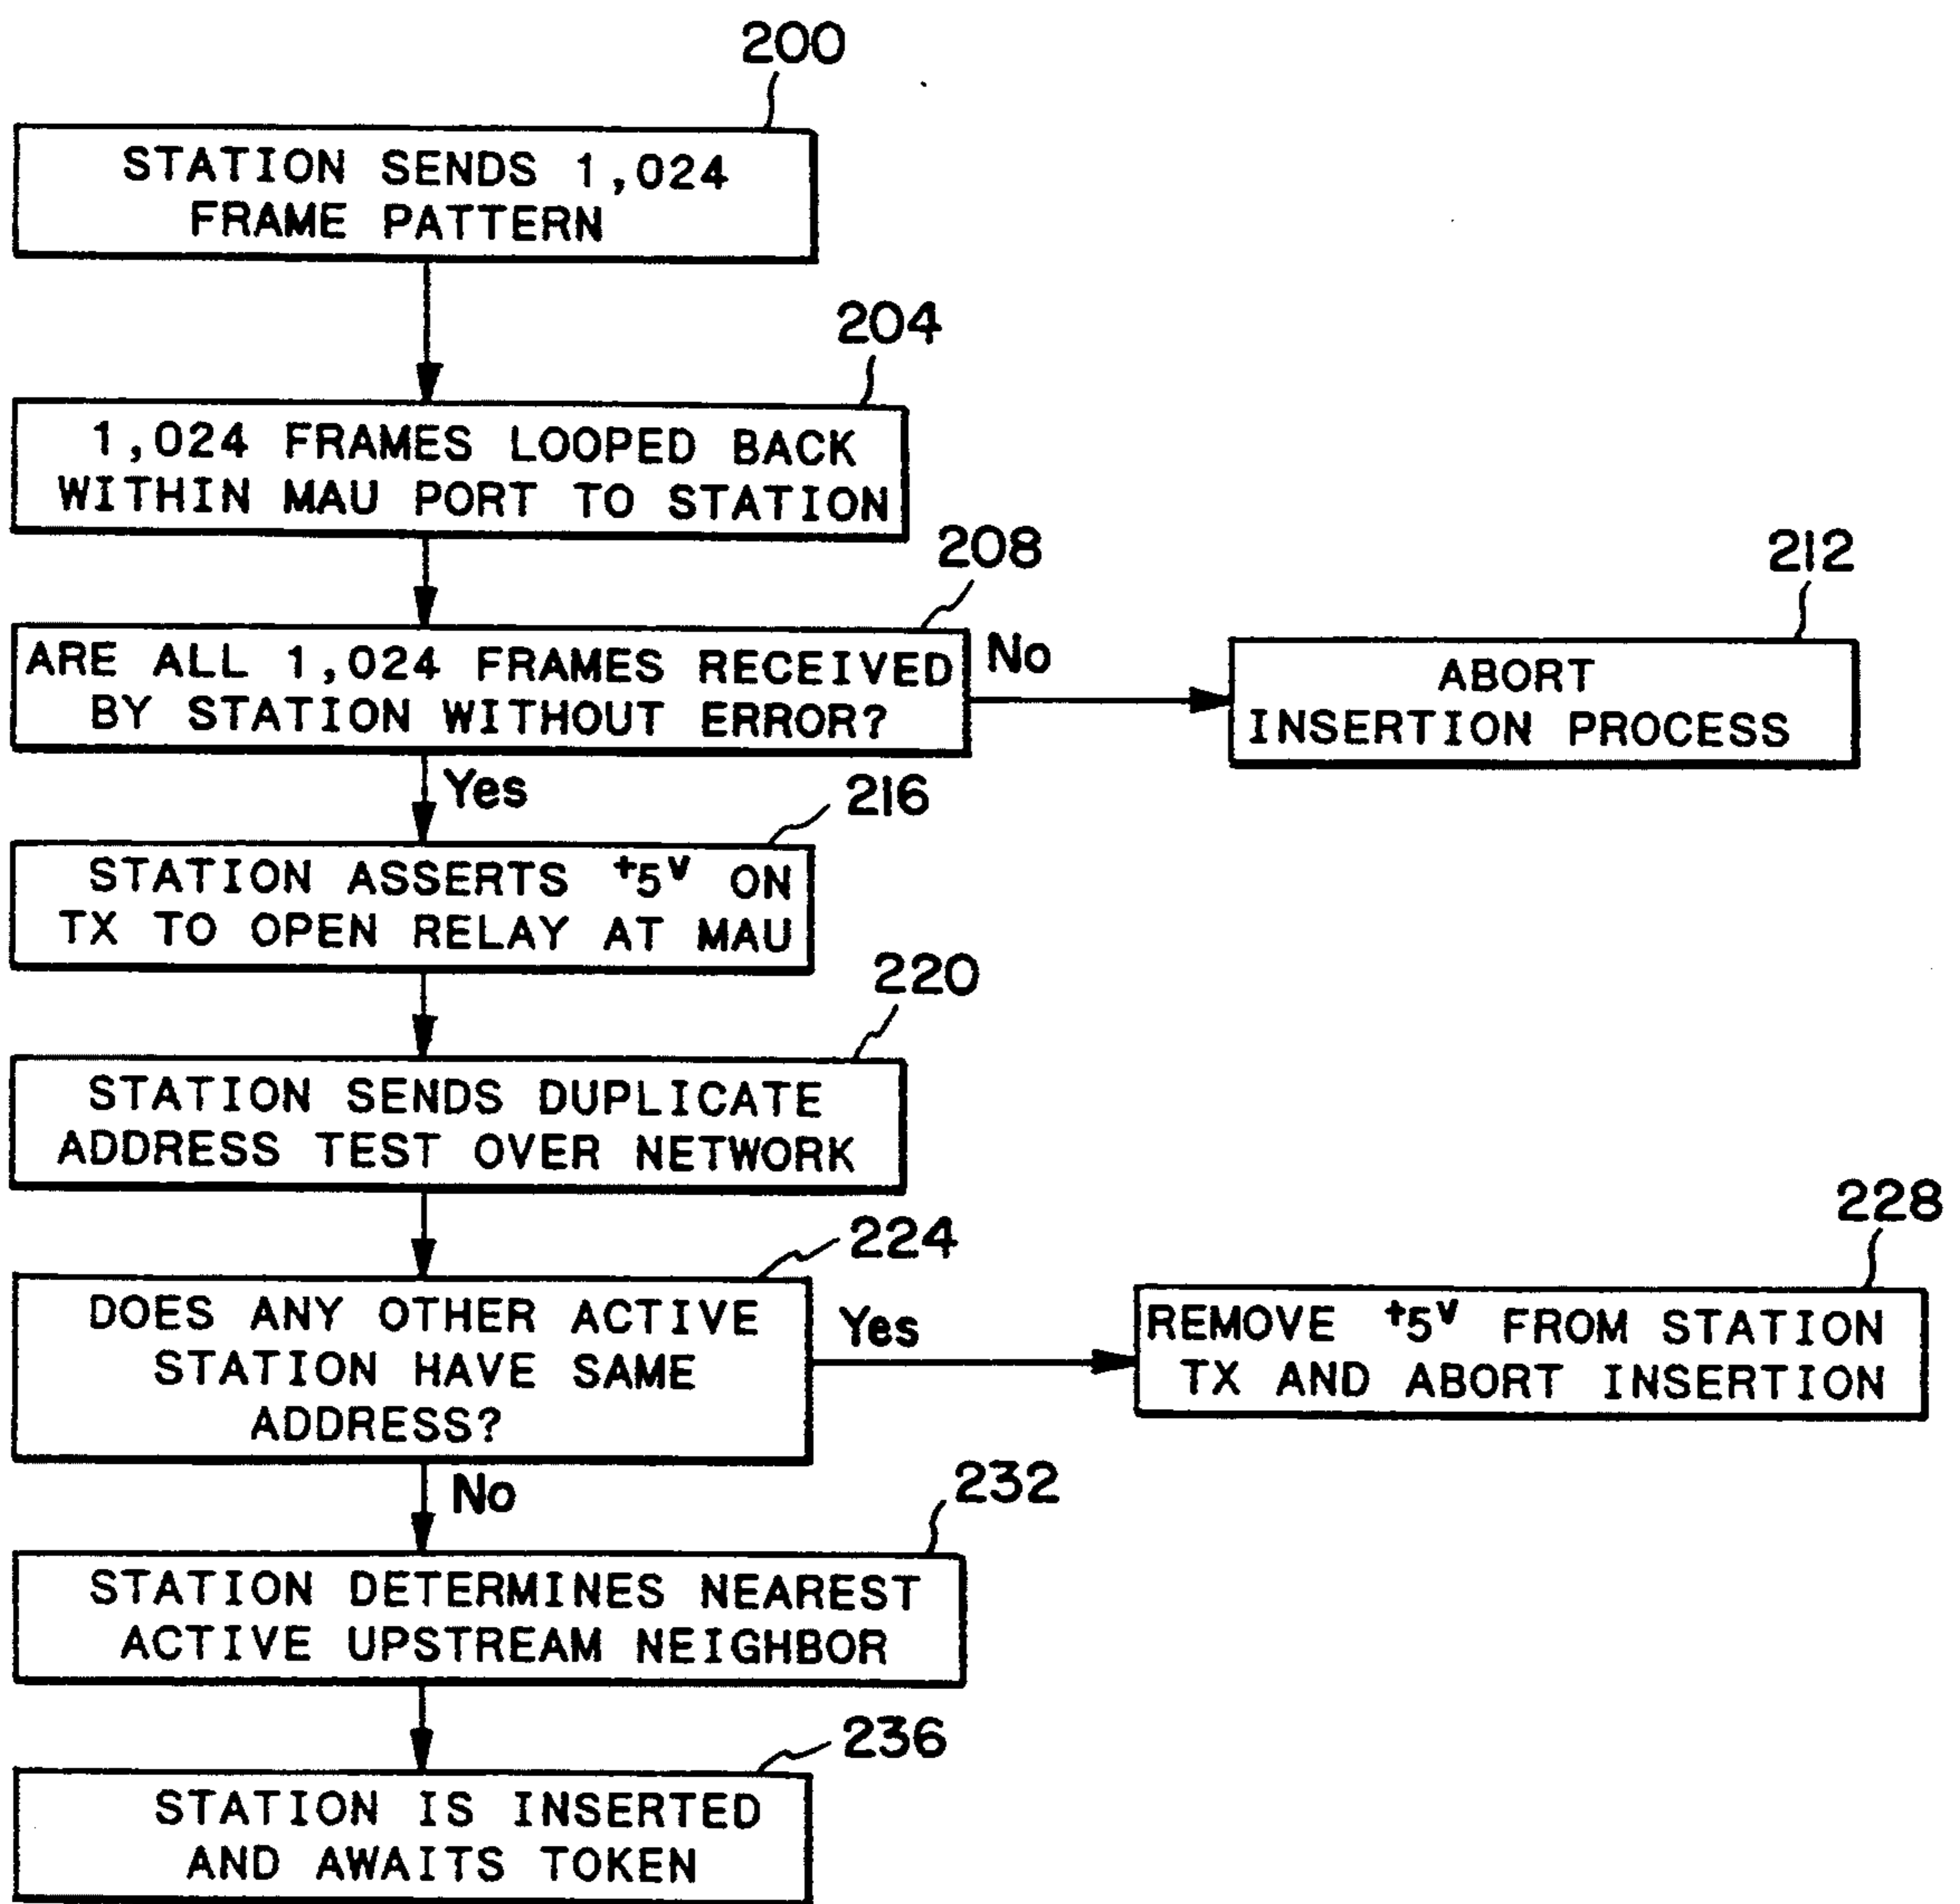 200
STATION SENDS 1,024
FRAME PATTERN
204
1,024 FRAMES LOOPED BACK
WITHIN MAU PORT TO STATION
208
ARE ALL 1,024 FRAMES RECEIVED
BY STATION WITHOUT ERROR?
No
212
ABORT
INSERTION PROCESS
Yes
216
STATION ASSERTS +5V ON
TX TO OPEN RELAY AT MAU
220
STATION SENDS DUPLICATE
ADDRESS TEST OVER NETWORK
224
DOES ANY OTHER ACTIVE
STATION HAVE SAME
ADDRESS?
Yes
228
REMOVE +5V FROM STATION
TX AND ABORT INSERTION
No
232
STATION DETERMINES NEAREST
ACTIVE UPSTREAM NEIGHBOR
236
STATION IS INSERTED
AND AWAITS TOKEN